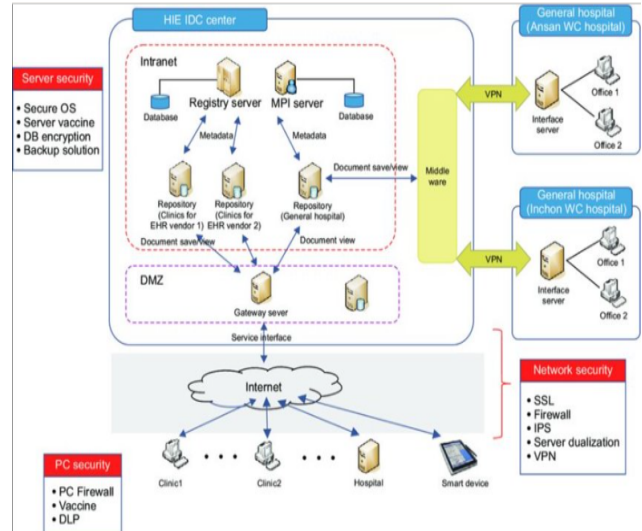 HIE IDC center
General hospital
(Ansan WC hospital)
Server security
• Secure OS
• Server vaccine
• DB encryption
• Backup solution
Intranet
Registry server
MPI server
Database
Database
Metadata
Metadata
VPN
Interface
server
Office 1
Office 2
Document save/view
Middle
ware
Repository
(Clinics for
EHR vendor 1)
Repository
(Clinics for
EHR vendor 2)
Repository
(General hospital)
General hospital
(Inchon WC hospital)
Document save/view
Document view
VPN
Interface
server
Office 1
Office 2
DMZ
Gateway sever
Service interface
Internet
Network security
• SSL
• Firewall
• IPS
• Server dualization
• VPN
PC security
• PC Firewall
• Vaccine
• DLP
Clinic1
• • •
Clinic2
• • •
Hospital
Smart device